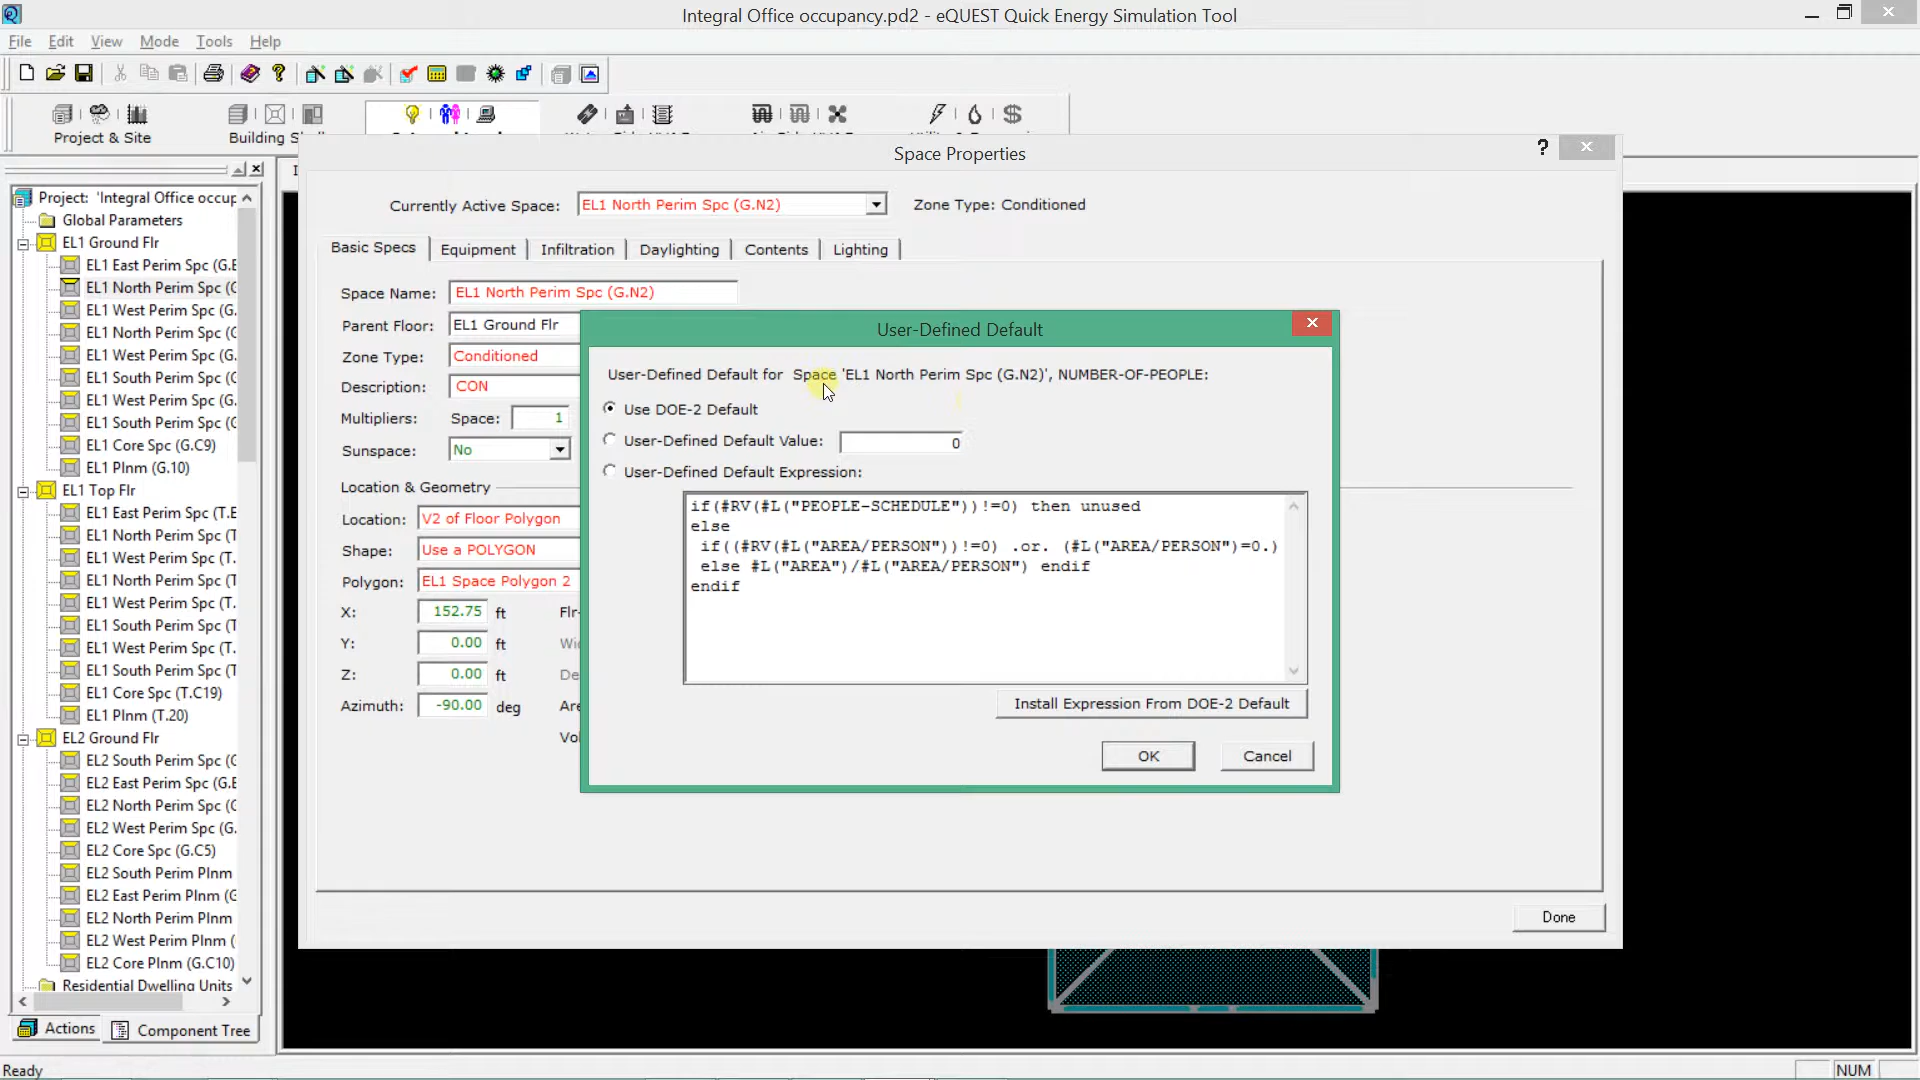 Integral Office occupancy.pd2 - eQUEST Quick Energy Simulation Tool
File Edit View Mode Tools Help
Project & Site
Building
Space Properties
Currently Active Space: EL1 North Perim Spc (G.N2) Zone Type: Conditioned
Basic Specs Equipment Infiltration Daylighting Contents Lighting
Space Name: EL1 North Perim Spc (G.N2)
Parent Floor: EL1 Ground Flr
Zone Type: Conditioned
Description: CON
Multipliers: Space: 1
Sunspace: No
Location & Geometry
Location: V2 of Floor Polygon
Shape: Use a POLYGON
Polygon: EL1 Space Polygon 2
X: 152.75 ft Flr-
Y: 0.00 ft
Z: 0.00 ft
Azimuth: -90.00 deg
Done
User-Defined Default
User-Defined Default for Space 'EL1 North Perim Spc (G.N2)', NUMBER-OF-PEOPLE:
Use DOE-2 Default
User-Defined Default Value: 0
User-Defined Default Expression:
if(#RV(#L("PEOPLE-SCHEDULE"))!=0) then unused
else
if((#RV(#L("AREA/PERSON"))!=0) .or. (#L("AREA/PERSON")=0.)
else #L("AREA")/#L("AREA/PERSON") endif
endif
Install Expression From DOE-2 Default
OK Cancel
Project: 'Integral Office occup
Global Parameters
EL1 Ground Flr
EL1 East Perim Spc (G.E
EL1 North Perim Spc (G
EL1 West Perim Spc (G.
EL1 North Perim Spc (G
EL1 West Perim Spc (G.
EL1 South Perim Spc (G
EL1 West Perim Spc (G.
EL1 South Perim Spc (G
EL1 Core Spc (G.C9)
EL1 Plnm (G.10)
EL1 Top Flr
EL1 East Perim Spc (T.E
EL1 North Perim Spc (T
EL1 West Perim Spc (T.
EL1 North Perim Spc (T
EL1 West Perim Spc (T.
EL1 South Perim Spc (T
EL1 West Perim Spc (T.
EL1 South Perim Spc (T
EL1 Core Spc (T.C19)
EL1 Plnm (T.20)
EL2 Ground Flr
EL2 South Perim Spc (G
EL2 East Perim Spc (G.E
EL2 North Perim Spc (G
EL2 West Perim Spc (G.
EL2 Core Spc (G.C5)
EL2 South Perim Plnm
EL2 East Perim Plnm (G
EL2 North Perim Plnm
EL2 West Perim Plnm (
EL2 Core Plnm (G.C10)
Residential Dwelling Units
Actions Component Tree
Ready NUM